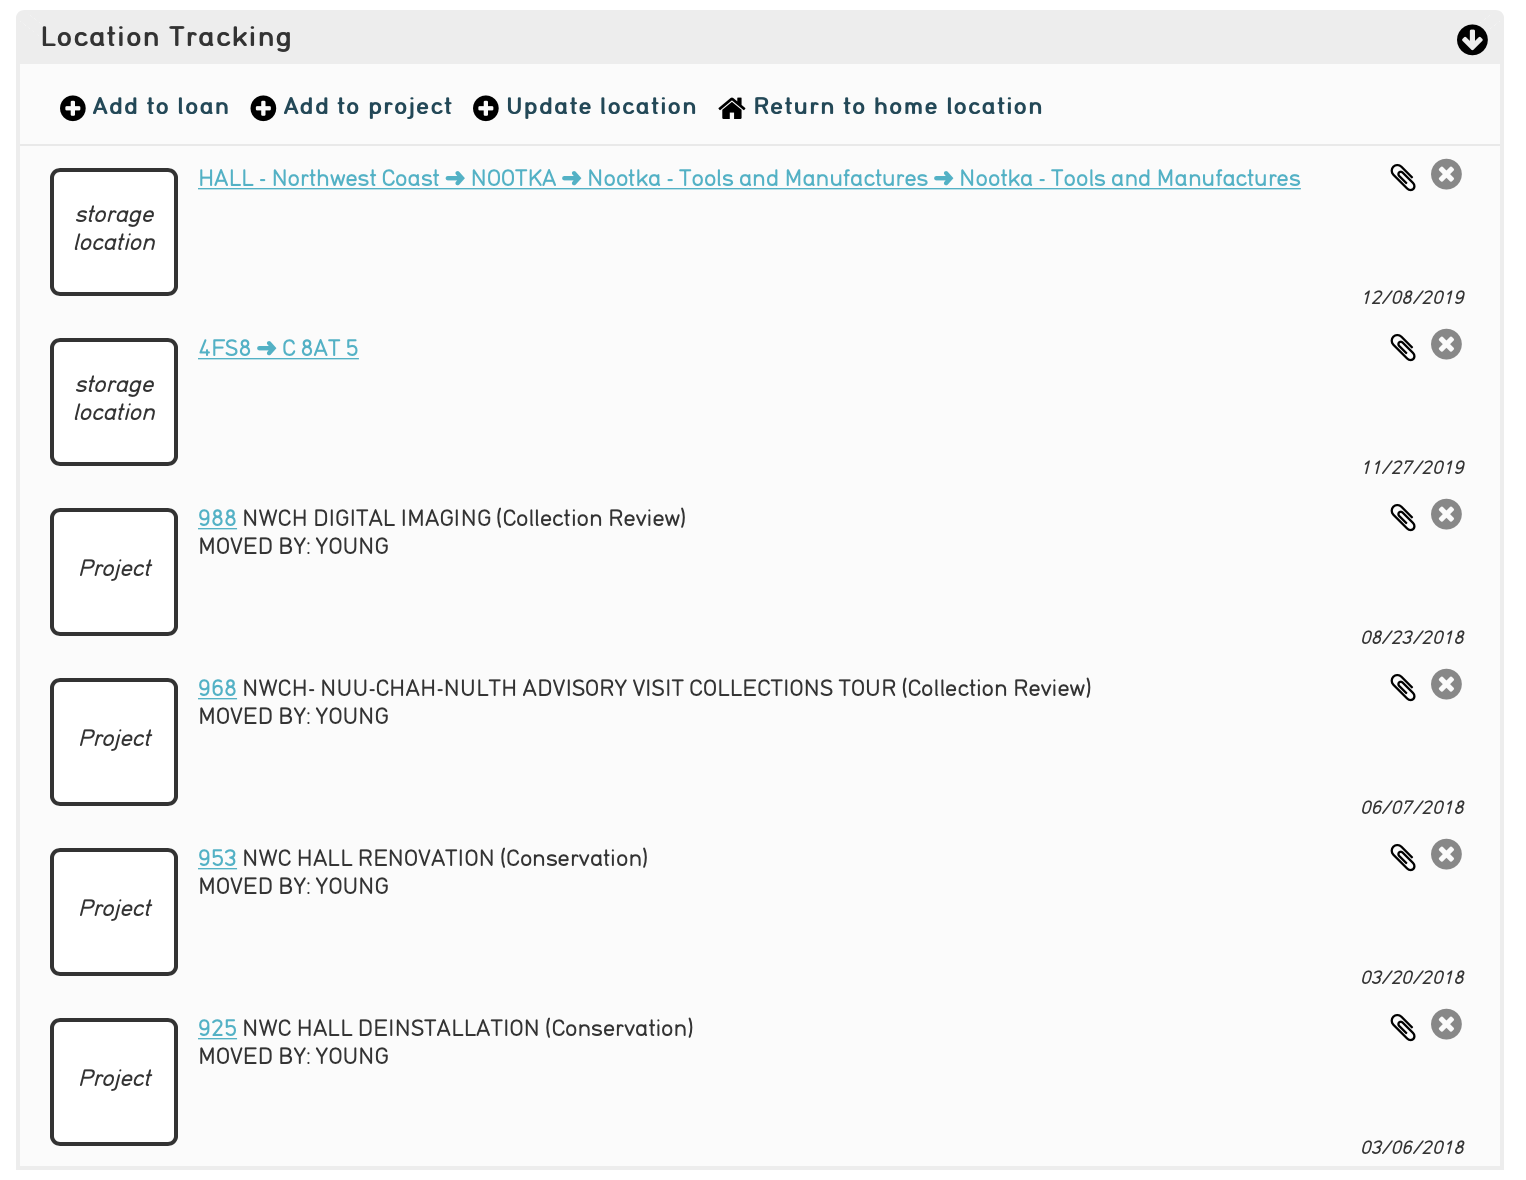 Location Tracking
Add to loan Add to project Update location Return to home location
storage
location
HALL - Northwest Coast ➜ NOOTKA ➜ Nootka - Tools and Manufactures ➜ Nootka - Tools and Manufactures
12/08/2019
storage
location
4FS8 ➜ C 8AT 5
11/27/2019
Project
988 NWCH DIGITAL IMAGING (Collection Review)
MOVED BY: YOUNG
08/23/2018
Project
968 NWCH- NUU-CHAH-NULTH ADVISORY VISIT COLLECTIONS TOUR (Collection Review)
MOVED BY: YOUNG
06/07/2018
Project
953 NWC HALL RENOVATION (Conservation)
MOVED BY: YOUNG
03/20/2018
Project
925 NWC HALL DEINSTALLATION (Conservation)
MOVED BY: YOUNG
03/06/2018